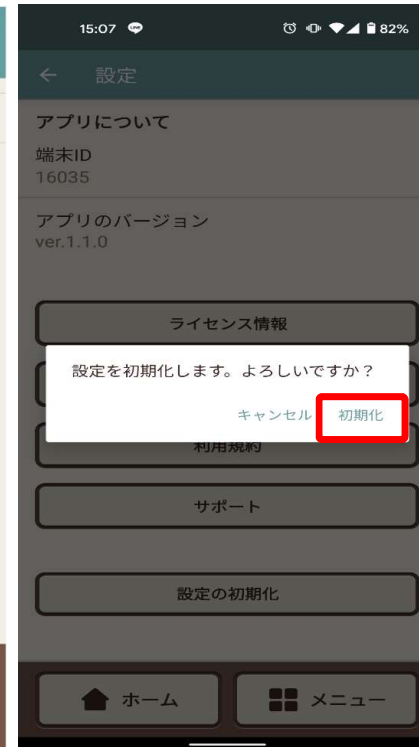 15:07
82%
設定
アプリについて
端末ID
16035
アプリのバージョン
ver.1.1.0
ライセンス情報
設定を初期化します。よろしいですか？
キャンセル 初期化
利用規約
サポート
設定の初期化
ホーム メニュー